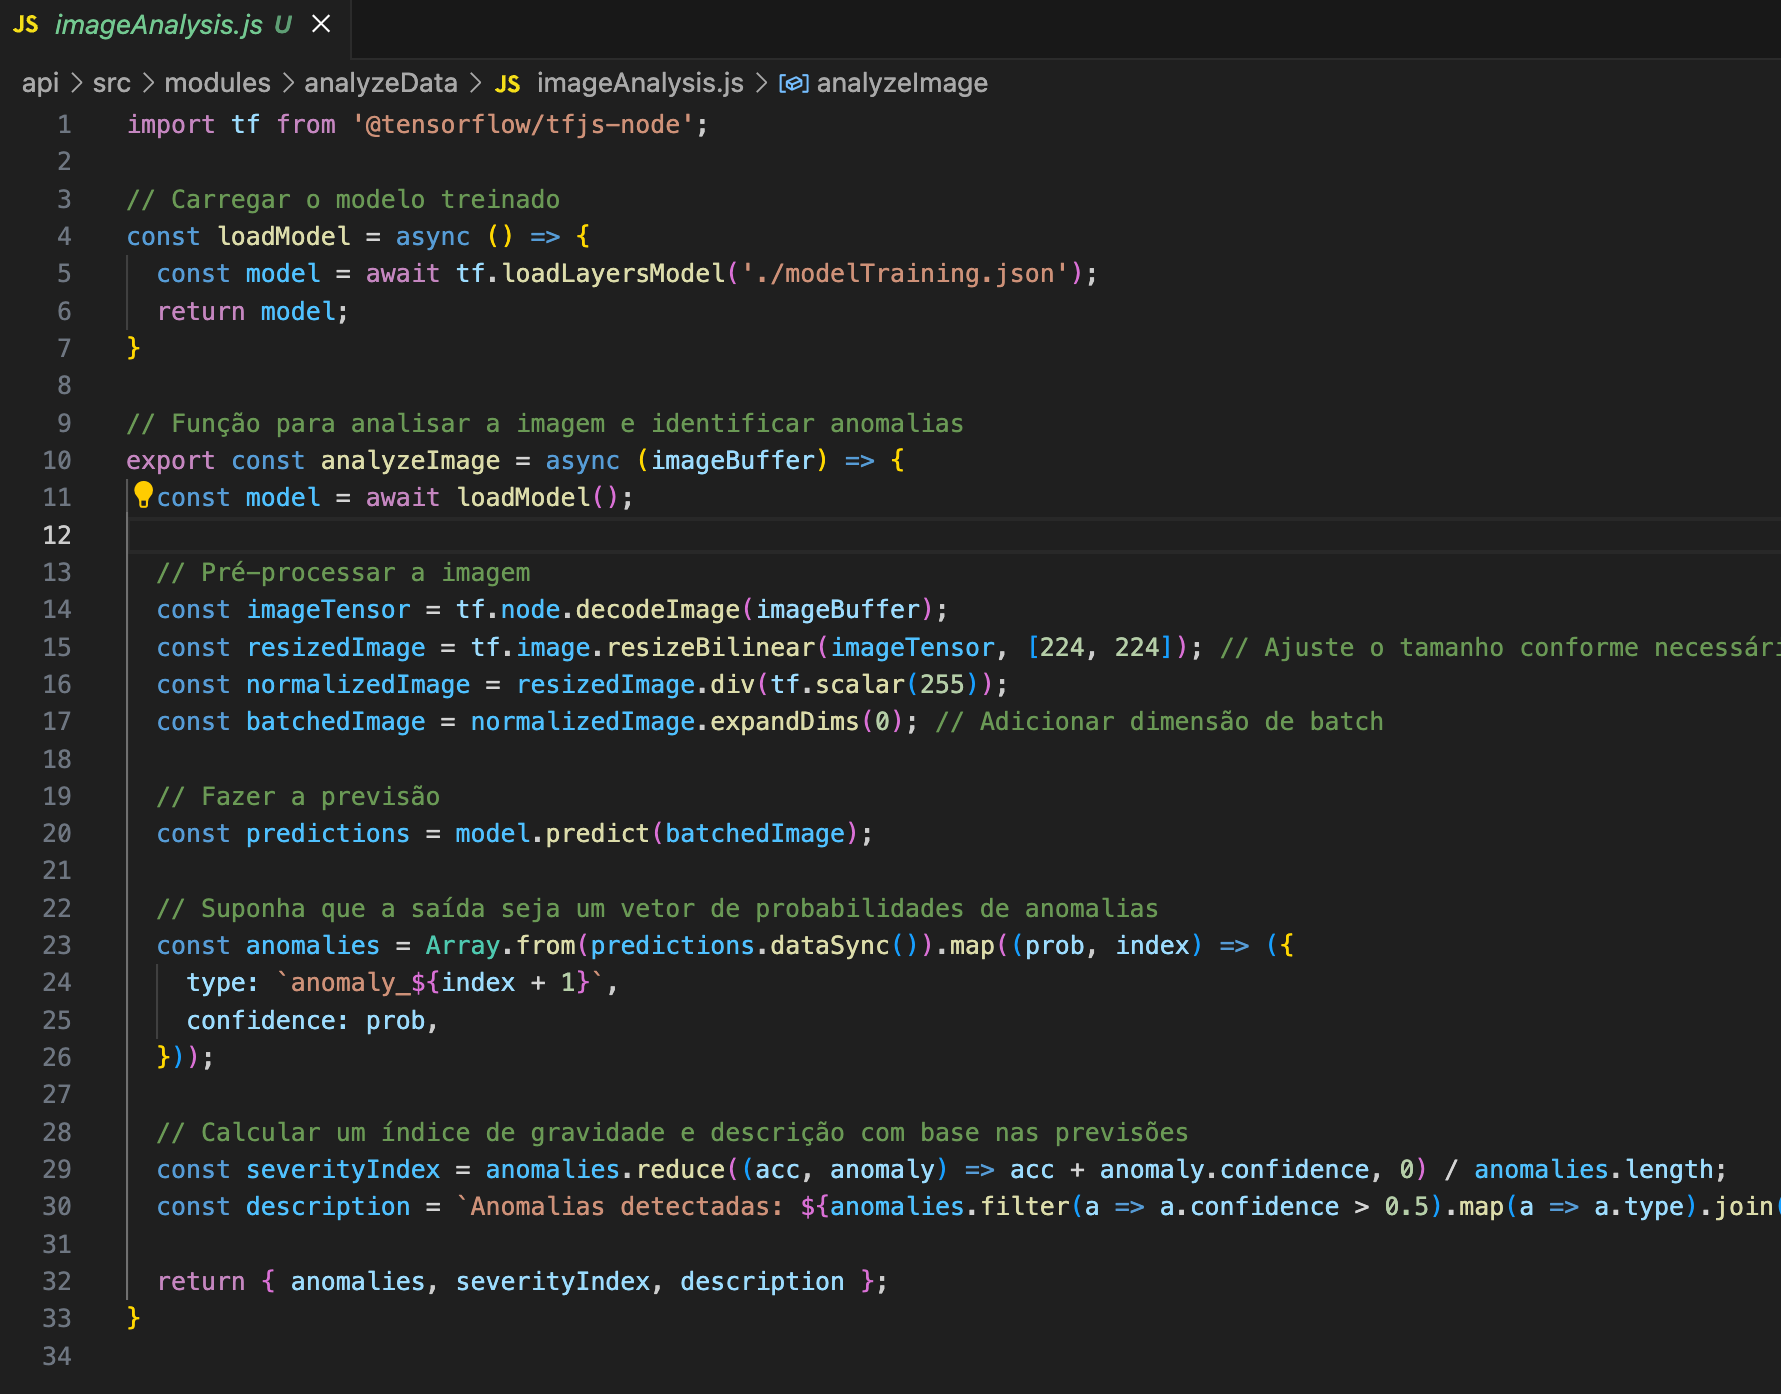 JS imageAnalysis.js U
api > src > modules > analyzeData > JS imageAnalysis.js > analyzeImage
1 import tf from '@tensorflow/tfjs-node';
2
3 // Carregar o modelo treinado
4 const loadModel = async () => {
5 const model = await tf.loadLayersModel('./modelTraining.json');
6 return model;
7 }
8
9 // Função para analisar a imagem e identificar anomalias
10 export const analyzeImage = async (imageBuffer) => {
11 const model = await loadModel();
12
13 // Pré-processar a imagem
14 const imageTensor = tf.node.decodeImage(imageBuffer);
15 const resizedImage = tf.image.resizeBilinear(imageTensor, [224, 224]); // Ajuste o tamanho conforme necessári
16 const normalizedImage = resizedImage.div(tf.scalar(255));
17 const batchedImage = normalizedImage.expandDims(0); // Adicionar dimensão de batch
18
19 // Fazer a previsão
20 const predictions = model.predict(batchedImage);
21
22 // Suponha que a saída seja um vetor de probabilidades de anomalias
23 const anomalies = Array.from(predictions.dataSync()).map((prob, index) => ({
24 type: `anomaly_${index + 1}`,
25 confidence: prob,
26 }));
27
28 // Calcular um índice de gravidade e descrição com base nas previsões
29 const severityIndex = anomalies.reduce((acc, anomaly) => acc + anomaly.confidence, 0) / anomalies.length;
30 const description = `Anomalias detectadas: ${anomalies.filter(a => a.confidence > 0.5).map(a => a.type).join(
31
32 return { anomalies, severityIndex, description };
33 }
34